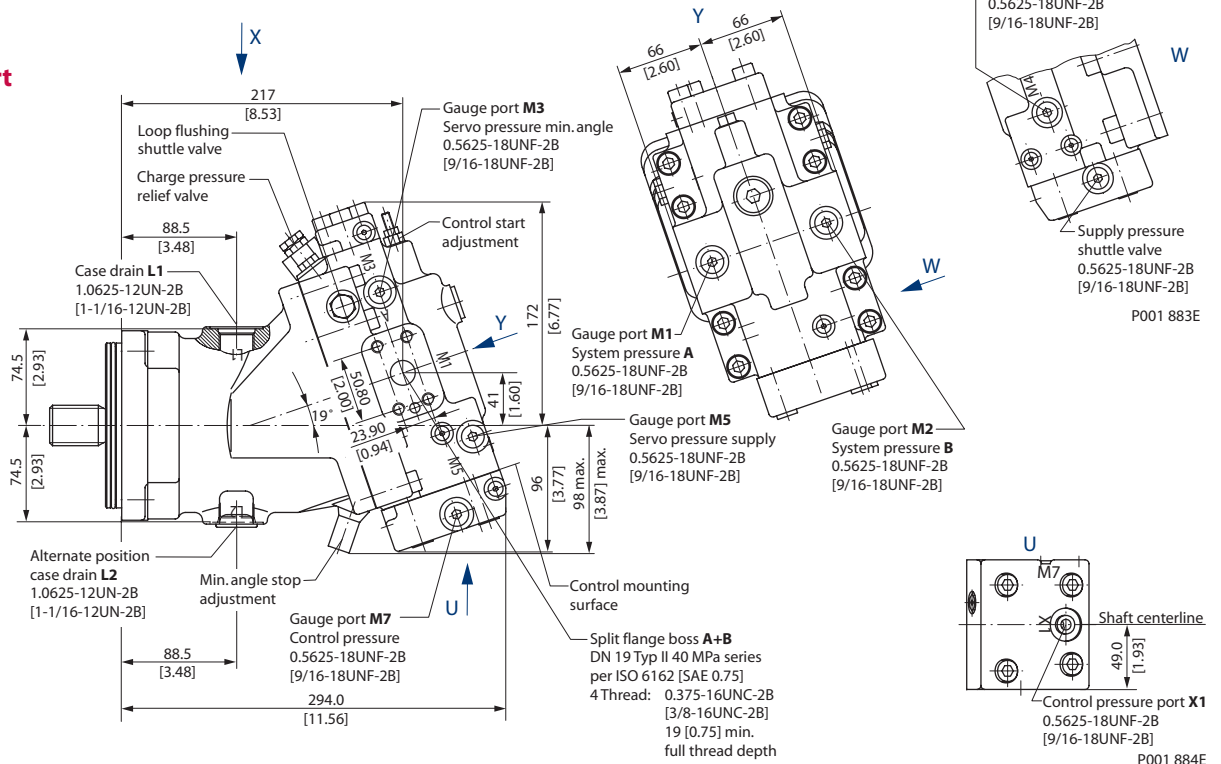 rt
X
217
[8.53]
Loop flushing
shuttle valve
Charge pressure
relief valve
88.5
[3.48]
Case drain L1
1.0625-12UN-2B
[1-1/16-12UN-2B]
74.5
[2.93]
74.5
[2.93]
Gauge port M3
Servo pressure min. angle
0.5625-18UNF-2B
[9/16-18UNF-2B]
Control start
adjustment
M3
M1
M5
172
[6.77]
Y
50.80
[2.00]
19°
23.90
[0.94]
41
[1.60]
96
[3.77]
98 max.
[3.87] max.
Alternate position
case drain L2
1.0625-12UN-2B
[1-1/16-12UN-2B]
Min. angle stop
adjustment
Gauge port M7
Control pressure
0.5625-18UNF-2B
[9/16-18UNF-2B]
U
88.5
[3.48]
294.0
[11.56]
Control mounting
surface
Split flange boss A+B
DN 19 Typ II 40 MPa series
per ISO 6162 [SAE 0.75]
4 Thread: 0.375-16UNC-2B
[3/8-16UNC-2B]
19 [0.75] min.
full thread depth
Y
66
[2.60]
66
[2.60]
W
Gauge port M1
System pressure A
0.5625-18UNF-2B
[9/16-18UNF-2B]
Gauge port M5
Servo pressure supply
0.5625-18UNF-2B
[9/16-18UNF-2B]
Gauge port M2
System pressure B
0.5625-18UNF-2B
[9/16-18UNF-2B]
0.5625-18UNF-2B
[9/16-18UNF-2B]
W
M4
Supply pressure
shuttle valve
0.5625-18UNF-2B
[9/16-18UNF-2B]
P001 883E
U
M7
LX
Shaft centerline
49.0
[1.93]
Control pressure port X1
0.5625-18UNF-2B
[9/16-18UNF-2B]
P001 884E